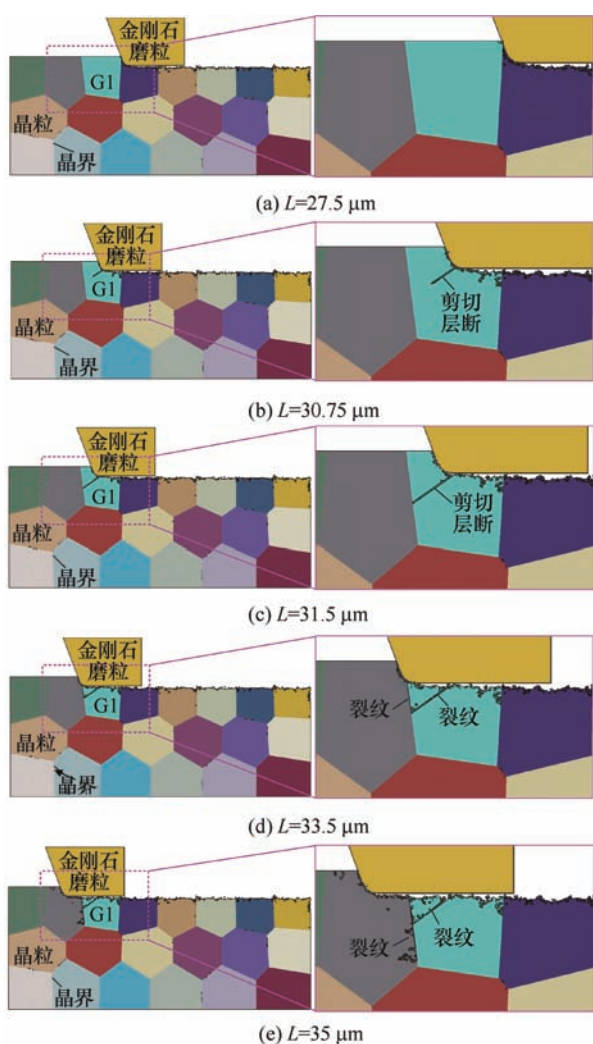 金刚石
磨粒
G1
晶粒
晶界
(a) L=27.5 μm
金刚石
磨粒
G1
晶粒
晶界
剪切
层断
(b) L=30.75 μm
金刚石
磨粒
G1
晶粒
晶界
剪切
层断
(c) L=31.5 μm
金刚石
磨粒
G1
晶粒
晶界
裂纹
裂纹
(d) L=33.5 μm
金刚石
磨粒
G1
晶粒
晶界
裂纹
裂纹
(e) L=35 μm